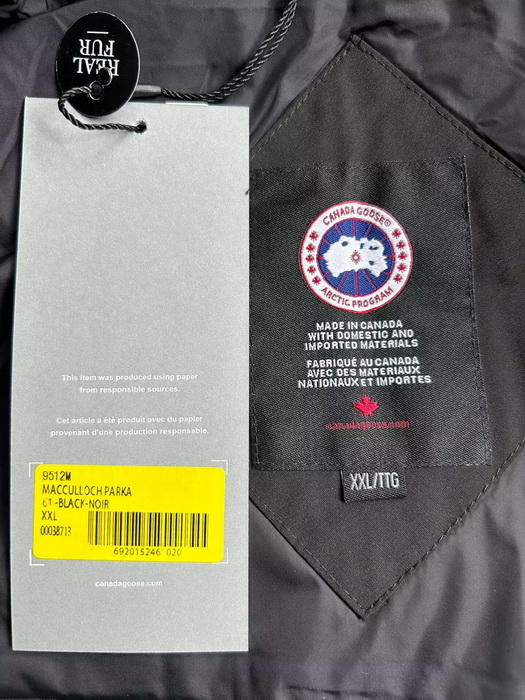 REAL
FUR
This item was produced using paper
from responsible sources.
Cet article a été produit avec du papier
provenant d'une production responsable.
9512M
MACCULLOCH PARKA
61-BLACK-NOIR
XXL
00038713
692015246 020
canadagoose.com
CANADA GOOSE®
ARCTIC PROGRAM
MADE IN CANADA
WITH DOMESTIC AND
IMPORTED MATERIALS
FABRIQUÉ AU CANADA
AVEC DES MATERIAUX
NATIONAUX ET IMPORTES
canadagoose.com
XXL/TTG